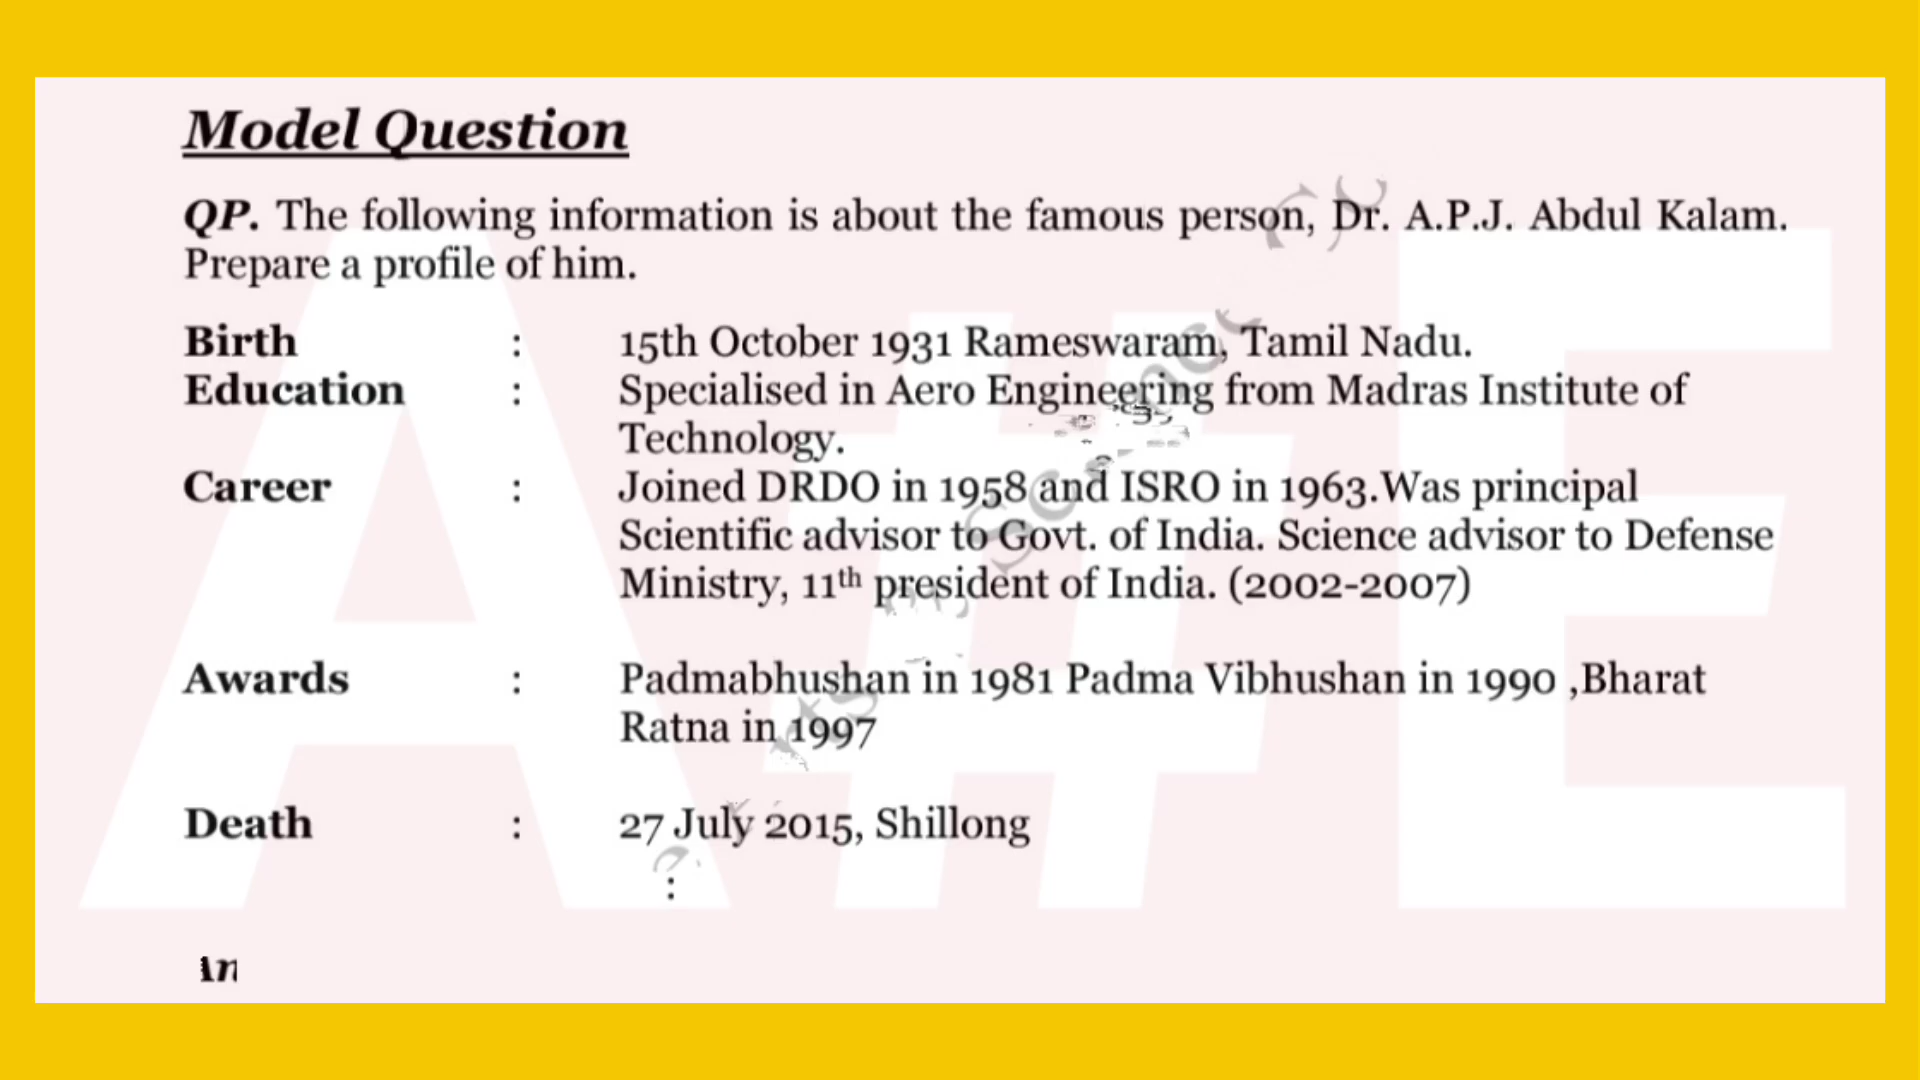 Model Question
QP. The following information is about the famous person, Dr. A.P.J. Abdul Kalam.
Prepare a profile of him.
Birth : 15th October 1931 Rameswaram, Tamil Nadu.
Education : Specialised in Aero Engineering from Madras Institute of
Technology.
Career : Joined DRDO in 1958 and ISRO in 1963.Was principal
Scientific advisor to Govt. of India. Science advisor to Defense
Ministry, 11th president of India. (2002-2007)
Awards : Padmabhushan in 1981 Padma Vibhushan in 1990 ,Bharat
Ratna in 1997
Death : 27 July 2015, Shillong
:
A#E